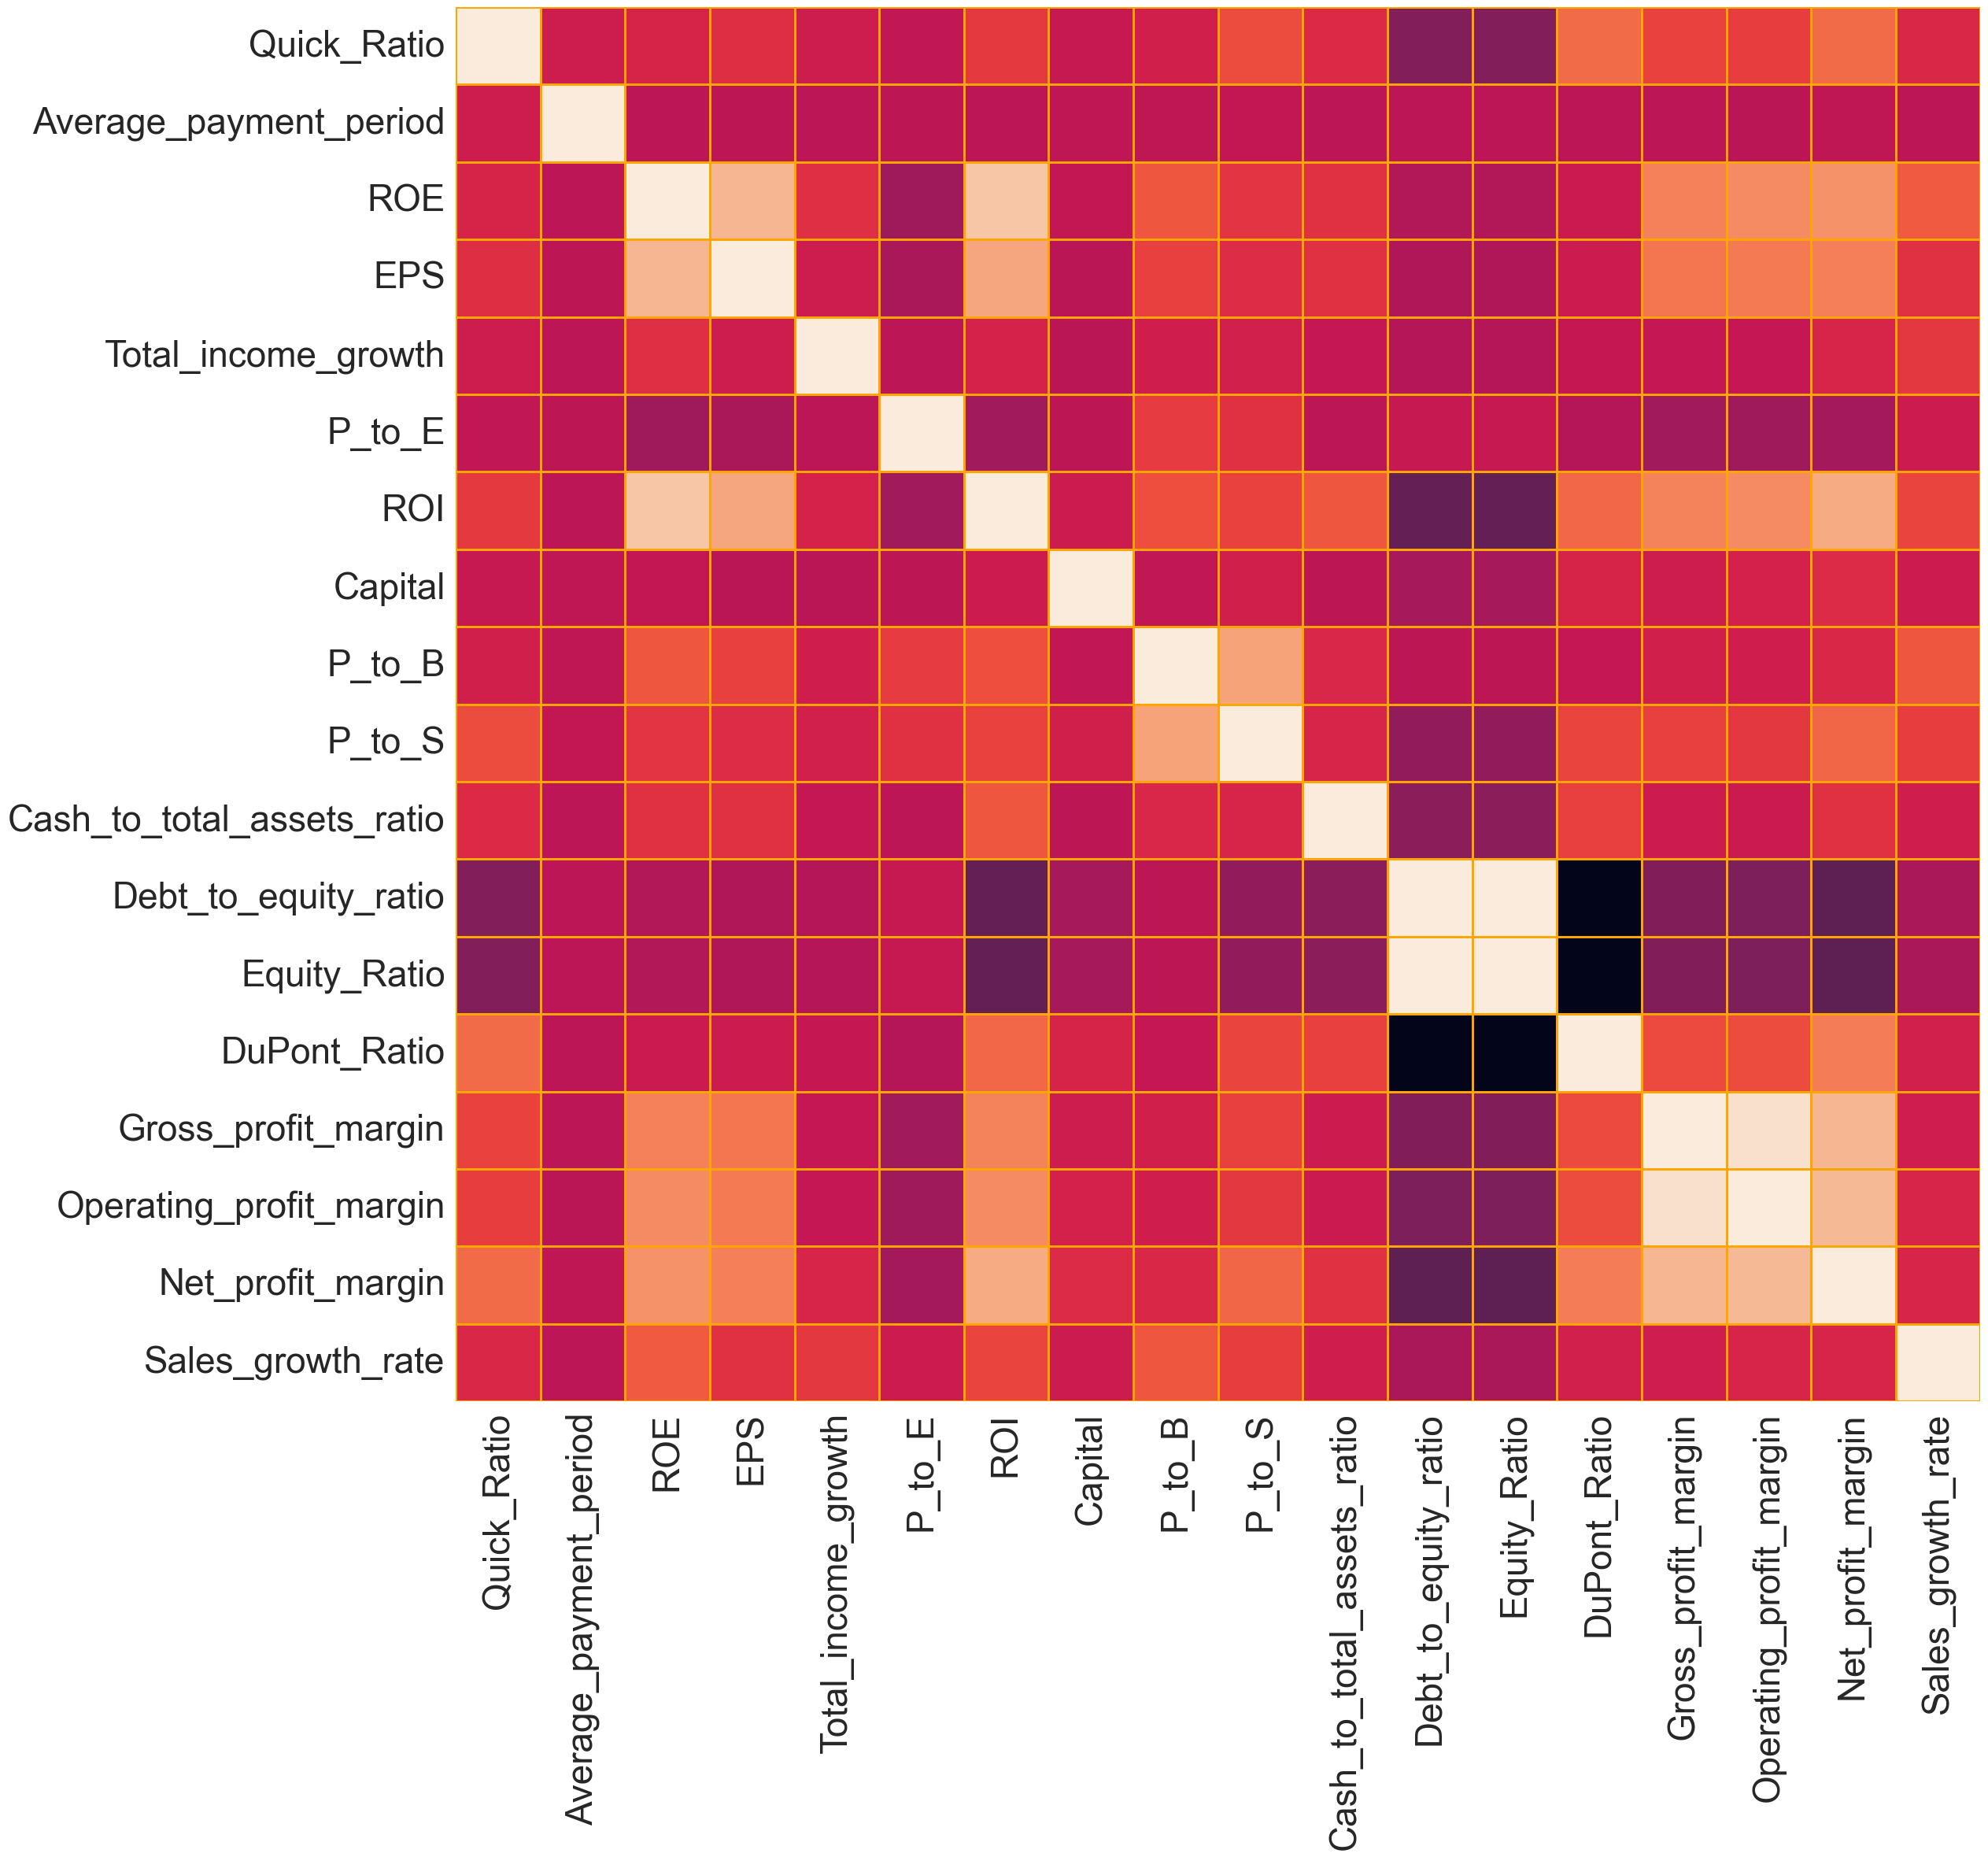 Quick_Ratio
Average_payment_period
ROE
EPS
Total_income_growth
P_to_E
ROI
Capital
P_to_B
P_to_S
Cash_to_total_assets_ratio
Debt_to_equity_ratio
Equity_Ratio
DuPont_Ratio
Gross_profit_margin
Operating_profit_margin
Net_profit_margin
Sales_growth_rate
Quick_Ratio
Average_payment_period
ROE
EPS
Total_income_growth
P_to_E
ROI
Capital
P_to_B
P_to_S
Cash_to_total_assets_ratio
Debt_to_equity_ratio
Equity_Ratio
DuPont_Ratio
Gross_profit_margin
Operating_profit_margin
Net_profit_margin
Sales_growth_rate